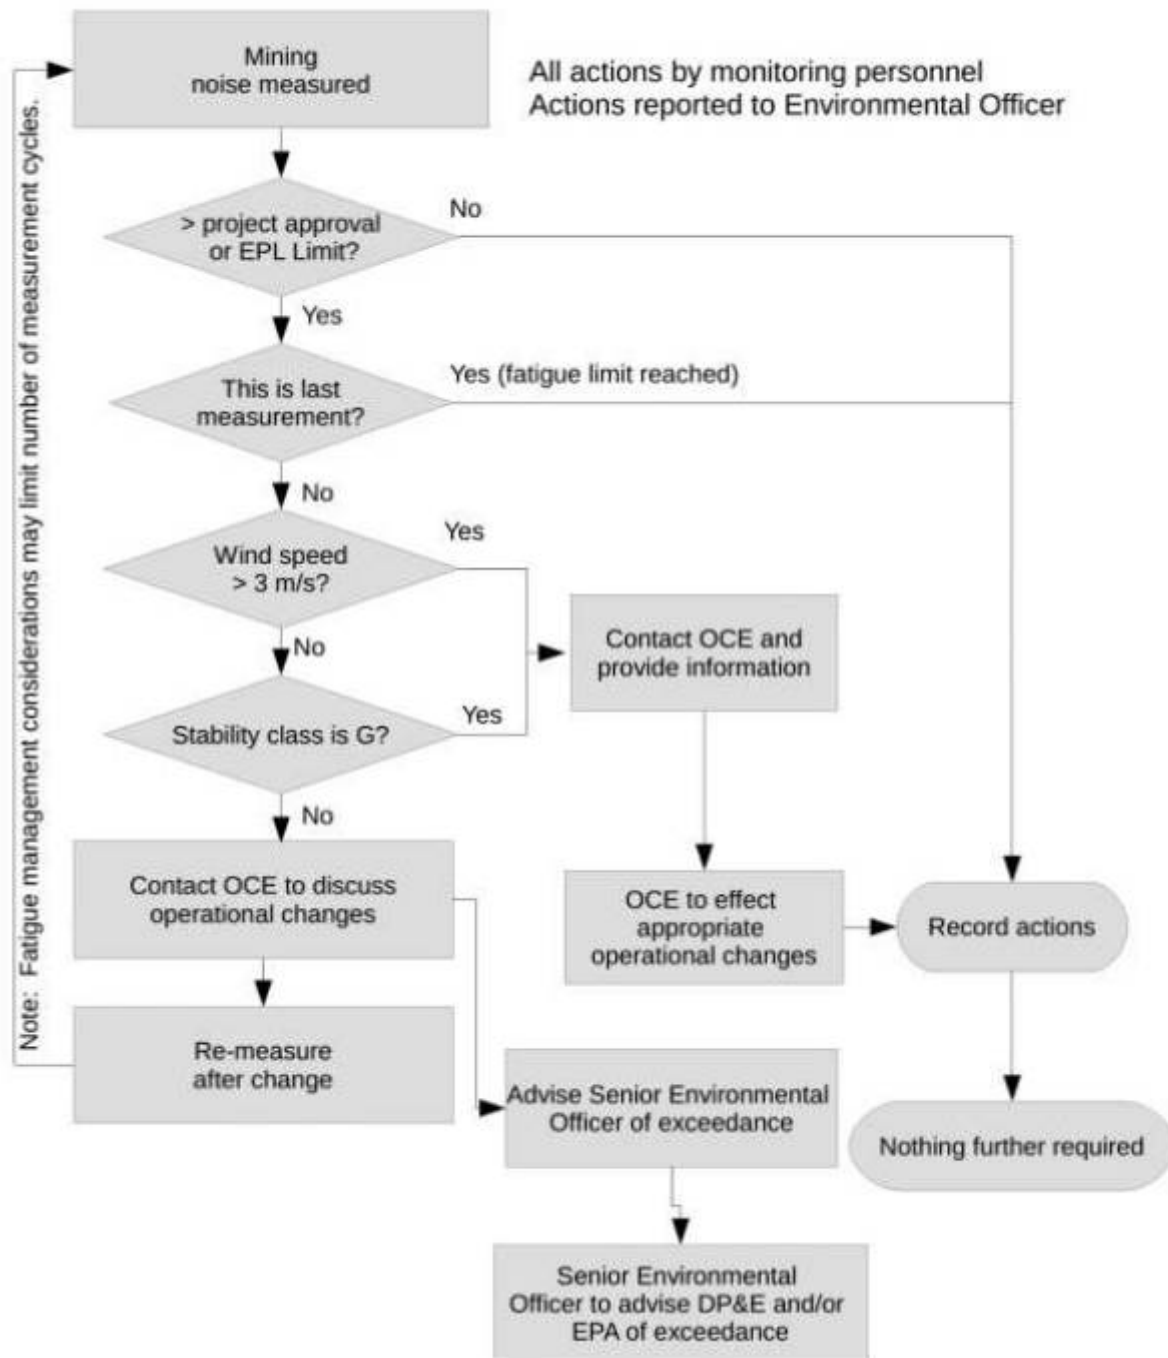 Mining
noise measured
All actions by monitoring personnel
Actions reported to Environmental Officer
Note:  Fatigue management considerations may limit number of measurement cycles.
> project approval
or EPL Limit?
No
Yes
This is last
measurement?
Yes (fatigue limit reached)
No
Wind speed
> 3 m/s?
Yes
No
Contact OCE and
provide information
Stability class is G?
Yes
No
Contact OCE to discuss
operational changes
OCE to effect
appropriate
operational changes
Record actions
Re-measure
after change
Advise Senior Environmental
Officer of exceedance
Nothing further required
Senior Environmental
Officer to advise DP&E and/or
EPA of exceedance